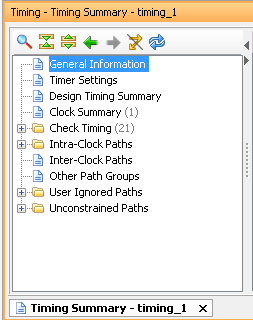 Timing - Timing Summary - timing_1
General Information
Timer Settings
Design Timing Summary
Clock Summary (1)
Check Timing (21)
Intra-Clock Paths
Inter-Clock Paths
Other Path Groups
User Ignored Paths
Unconstrained Paths
Timing Summary - timing_1